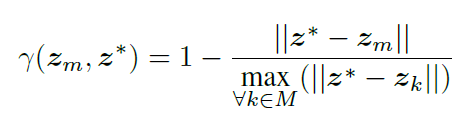 γ(z_m, z*) = 1 − ||z* − z_m|| / max_{∀k∈M} (||z* − z_k||)